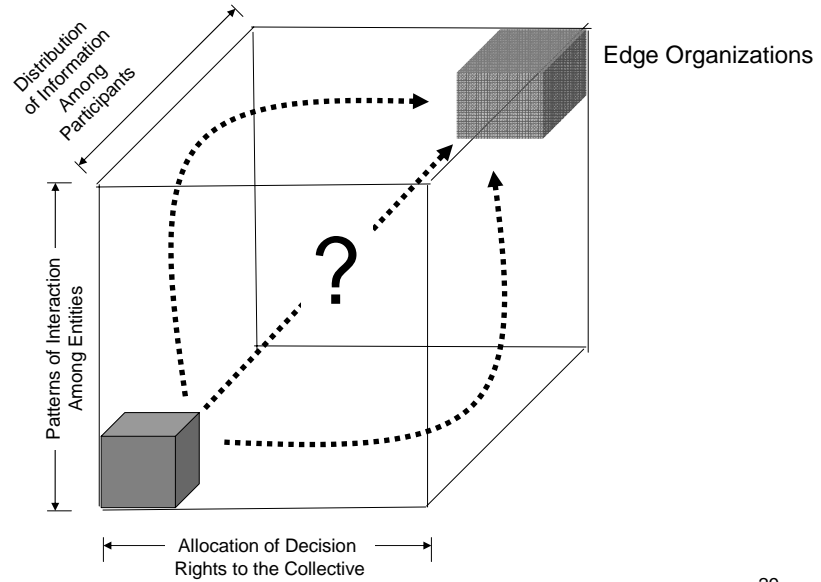 Distribution
of Information
Among
Participants
Edge Organizations
?
Patterns of Interaction
Among Entities
Allocation of Decision
Rights to the Collective